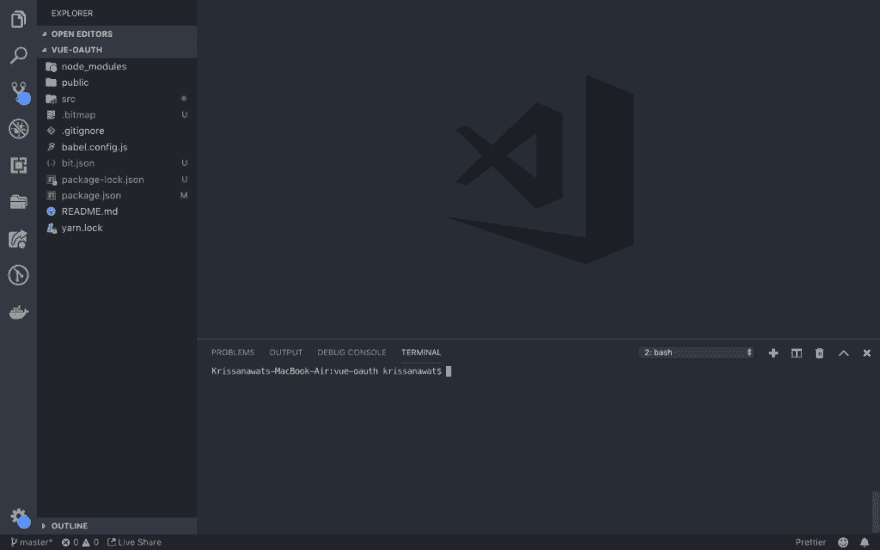 EXPLORER
OPEN EDITORS
VUE-OAUTH
node_modules
public
src
.bitmap U
.gitignore
babel.config.js
bit.json U
package-lock.json U
package.json M
README.md
yarn.lock
OUTLINE
PROBLEMS OUTPUT DEBUG CONSOLE TERMINAL 2: bash
Krissanawats-MacBook-Air:vue-oauth krissanawat$
master* 0 0 Live Share Prettier